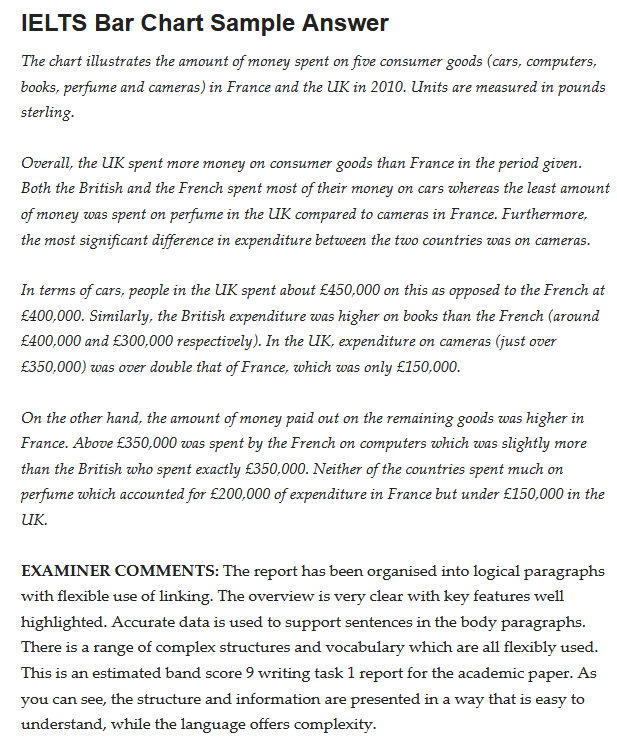 IELTS Bar Chart Sample Answer
The chart illustrates the amount of money spent on five consumer goods (cars, computers,
books, perfume and cameras) in France and the UK in 2010. Units are measured in pounds
sterling.
Overall, the UK spent more money on consumer goods than France in the period given.
Both the British and the French spent most of their money on cars whereas the least amount
of money was spent on perfume in the UK compared to cameras in France. Furthermore,
the most significant difference in expenditure between the two countries was on cameras.
In terms of cars, people in the UK spent about £450,000 on this as opposed to the French at
£400,000. Similarly, the British expenditure was higher on books than the French (around
£400,000 and £300,000 respectively). In the UK, expenditure on cameras (just over
£350,000) was over double that of France, which was only £150,000.
On the other hand, the amount of money paid out on the remaining goods was higher in
France. Above £350,000 was spent by the French on computers which was slightly more
than the British who spent exactly £350,000. Neither of the countries spent much on
perfume which accounted for £200,000 of expenditure in France but under £150,000 in the
UK.
EXAMINER COMMENTS: The report has been organised into logical paragraphs
with flexible use of linking. The overview is very clear with key features well
highlighted. Accurate data is used to support sentences in the body paragraphs.
There is a range of complex structures and vocabulary which are all flexibly used.
This is an estimated band score 9 writing task 1 report for the academic paper. As
you can see, the structure and information are presented in a way that is easy to
understand, while the language offers complexity.